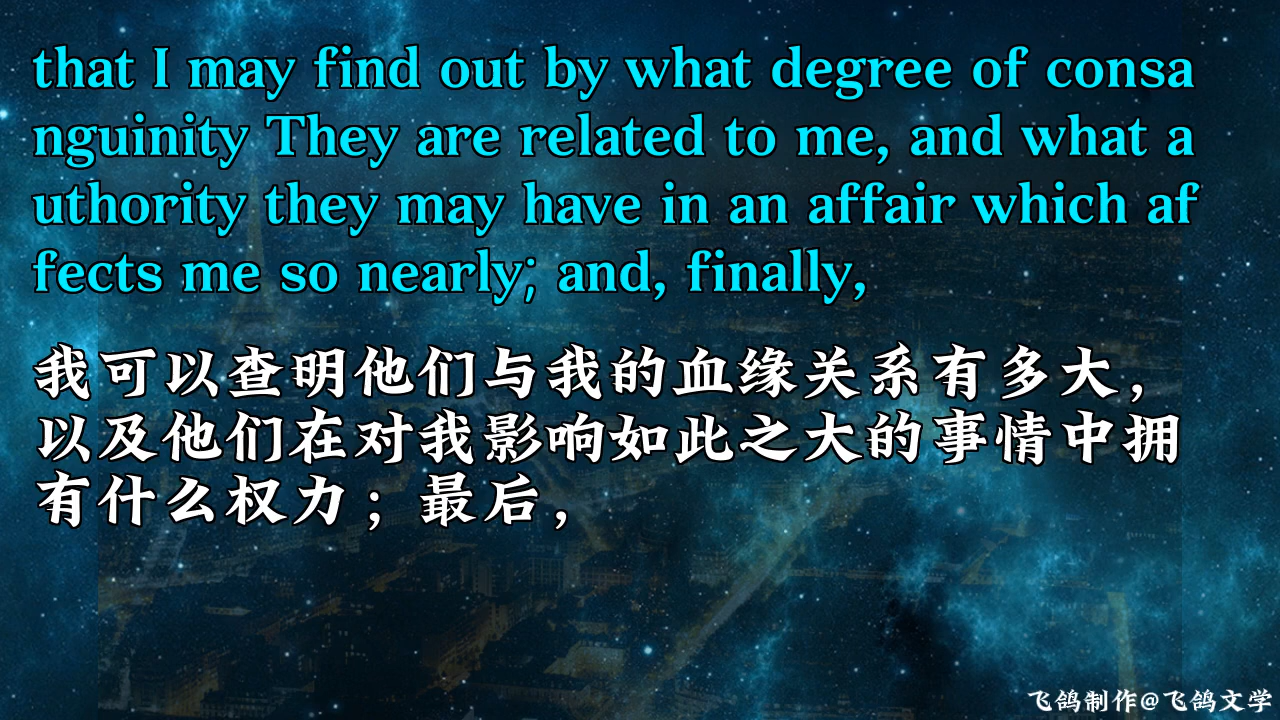 that I may find out by what degree of consa
nguinity They are related to me, and what a
uthority they may have in an affair which af
fects me so nearly; and, finally,
我可以查明他们与我的血缘关系有多大，
以及他们在对我影响如此之大的事情中拥
有什么权力；最后，
飞鸽制作@飞鸽文学